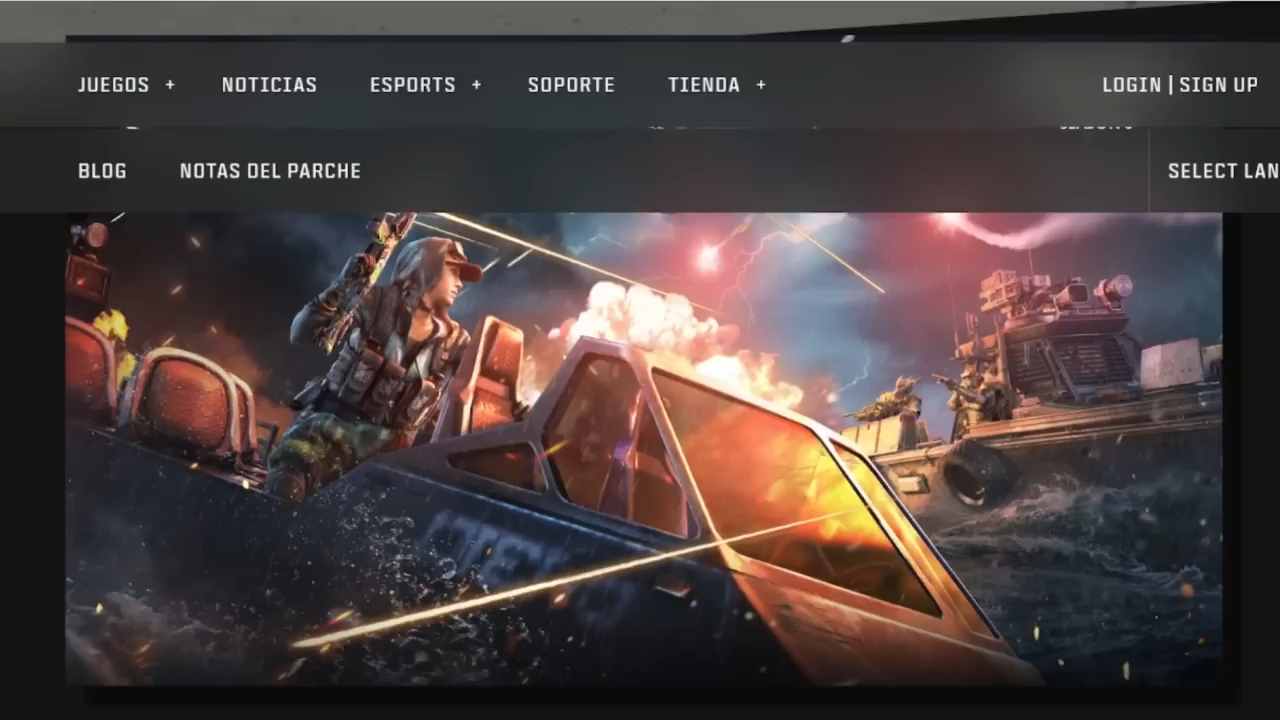 JUEGOS + NOTICIAS ESPORTS + SOPORTE TIENDA + LOGIN | SIGN UP
BLOG NOTAS DEL PARCHE SELECT LAN